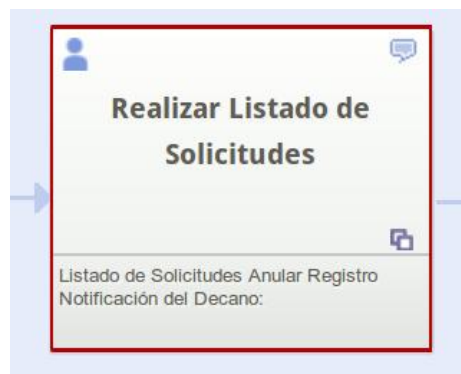 Realizar Listado de
Solicitudes
Listado de Solicitudes Anular Registro
Notificación del Decano: